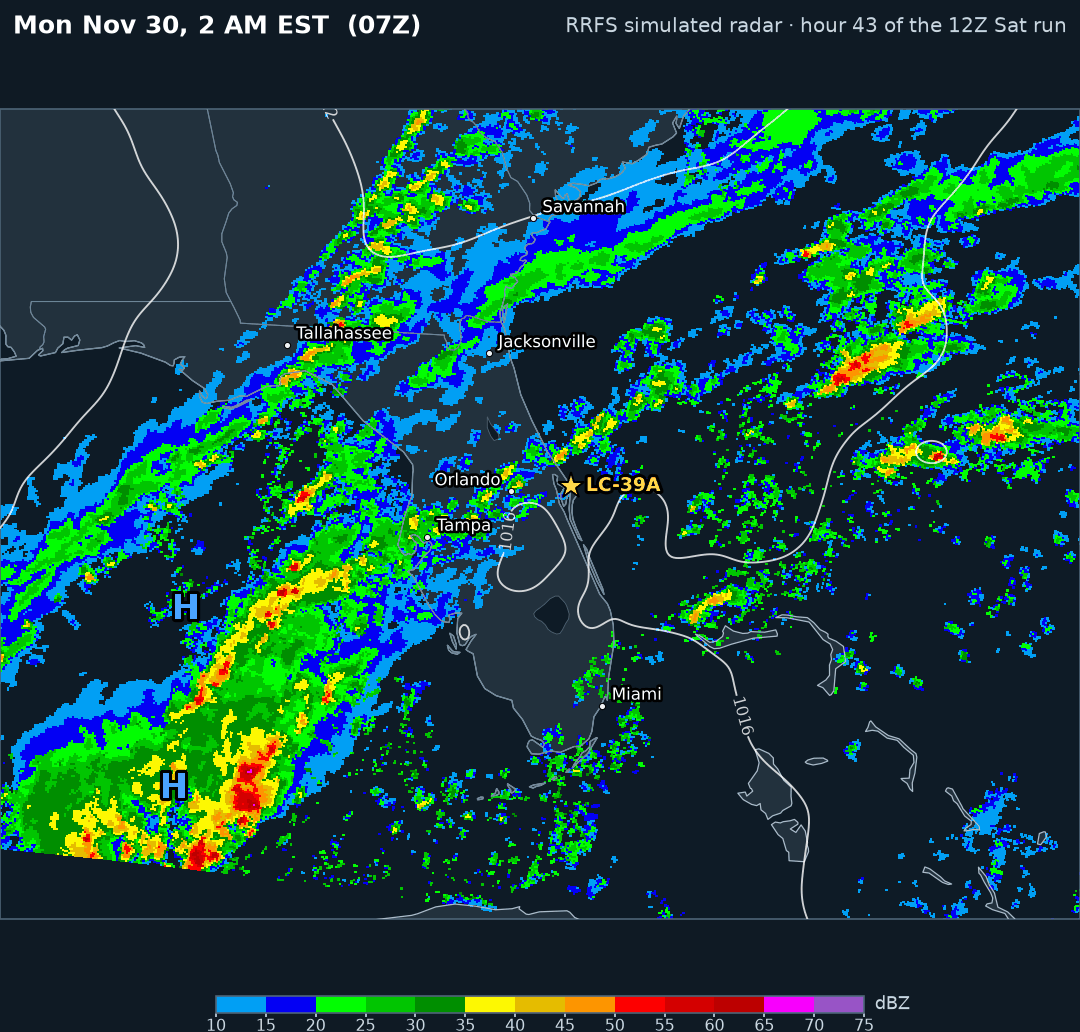 Mon Nov 30, 2 AM EST (07Z)
RRFS simulated radar · hour 43 of the 12Z Sat run
Savannah
Tallahassee
Jacksonville
Orlando
LC-39A
Tampa
1016
H
Miami
1016
H
dBZ
10 15 20 25 30 35 40 45 50 55 60 65 70 75